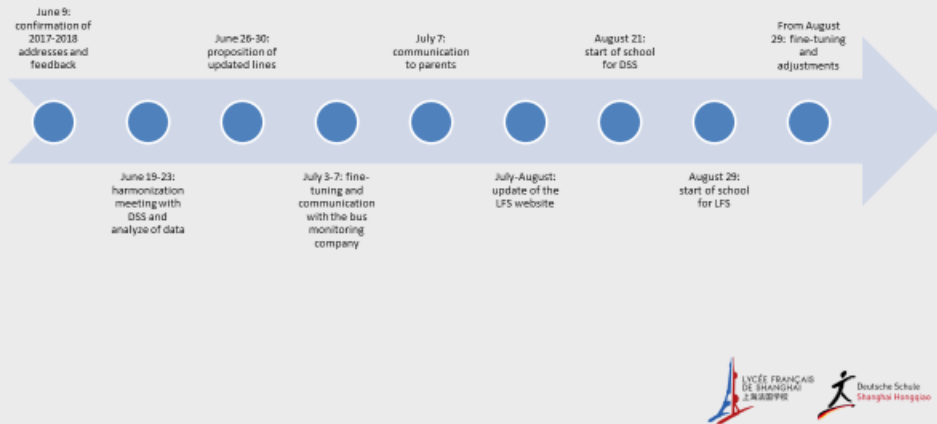 June 9:
confirmation of
2017-2018
addresses and
feedback
June 19-23:
harmonization
meeting with
DSS and
analyze of data
June 26-30:
proposition of
updated lines
July 3-7: fine-
tuning and
communication
with the bus
monitoring
company
July 7:
communication
to parents
July-August:
update of the
LFS website
August 21:
start of school
for DSS
August 29:
start of school
for LFS
From August
29: fine-tuning
and
adjustments
LYCÉE FRANÇAIS
DE SHANGHAI
上海法国学校
Deutsche Schule
Shanghai Hongqiao